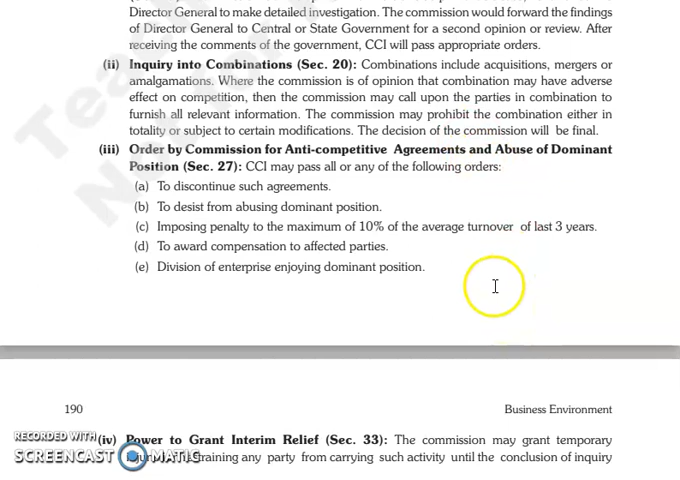 Director General to make detailed investigation. The commission would forward the findings
of Director General to Central or State Government for a second opinion or review. After
receiving the comments of the government, CCI will pass appropriate orders.
(ii) Inquiry into Combinations (Sec. 20): Combinations include acquisitions, mergers or
amalgamations. Where the commission is of opinion that combination may have adverse
effect on competition, then the commission may call upon the parties in combination to
furnish all relevant information. The commission may prohibit the combination either in
totality or subject to certain modifications. The decision of the commission will be final.
(iii) Order by Commission for Anti-competitive Agreements and Abuse of Dominant
Position (Sec. 27): CCI may pass all or any of the following orders:
(a) To discontinue such agreements.
(b) To desist from abusing dominant position.
(c) Imposing penalty to the maximum of 10% of the average turnover of last 3 years.
(d) To award compensation to affected parties.
(e) Division of enterprise enjoying dominant position.
190 Business Environment
(iv) Power to Grant Interim Relief (Sec. 33): The commission may grant temporary
any party from carrying such activity until the conclusion of inquiry
RECORDED WITH
SCREENCAST MATIC